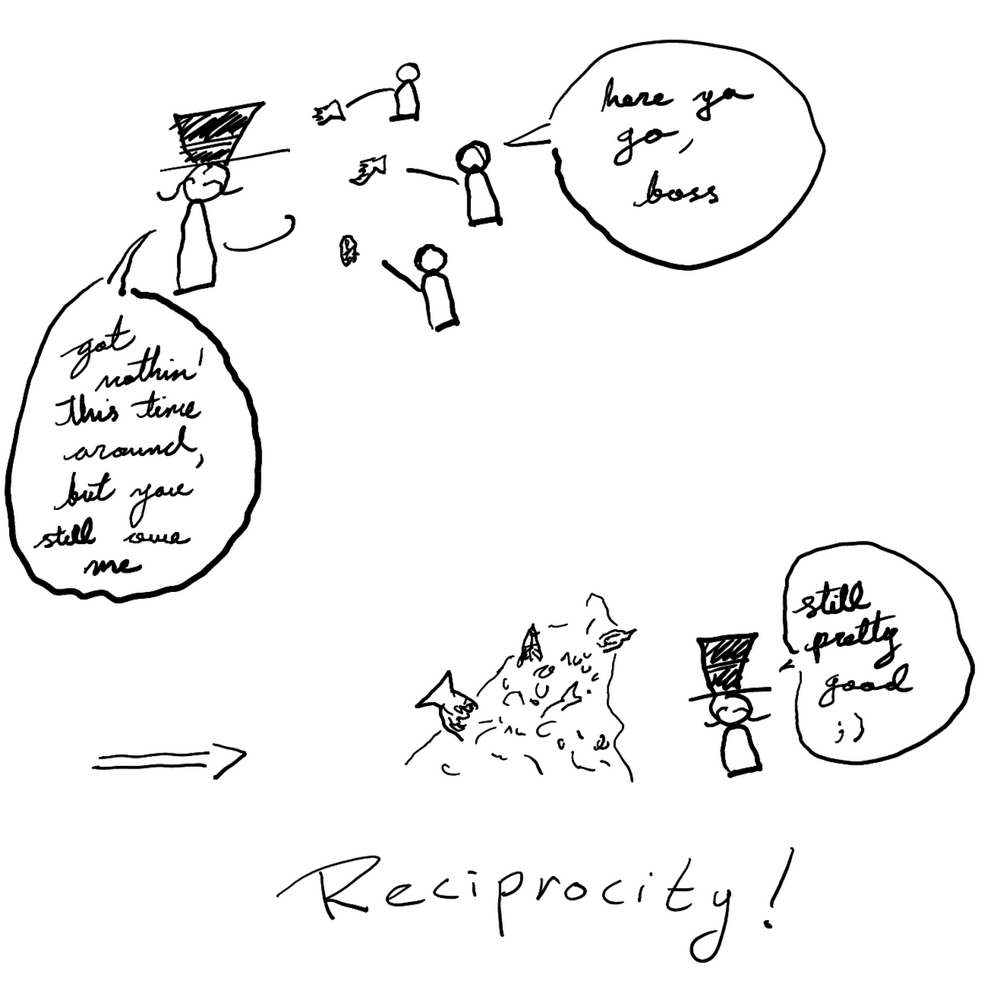 here ya
go,
boss
got
nothin'
this time
around,
but you
still owe
me
still
pretty
good
;)
Reciprocity!